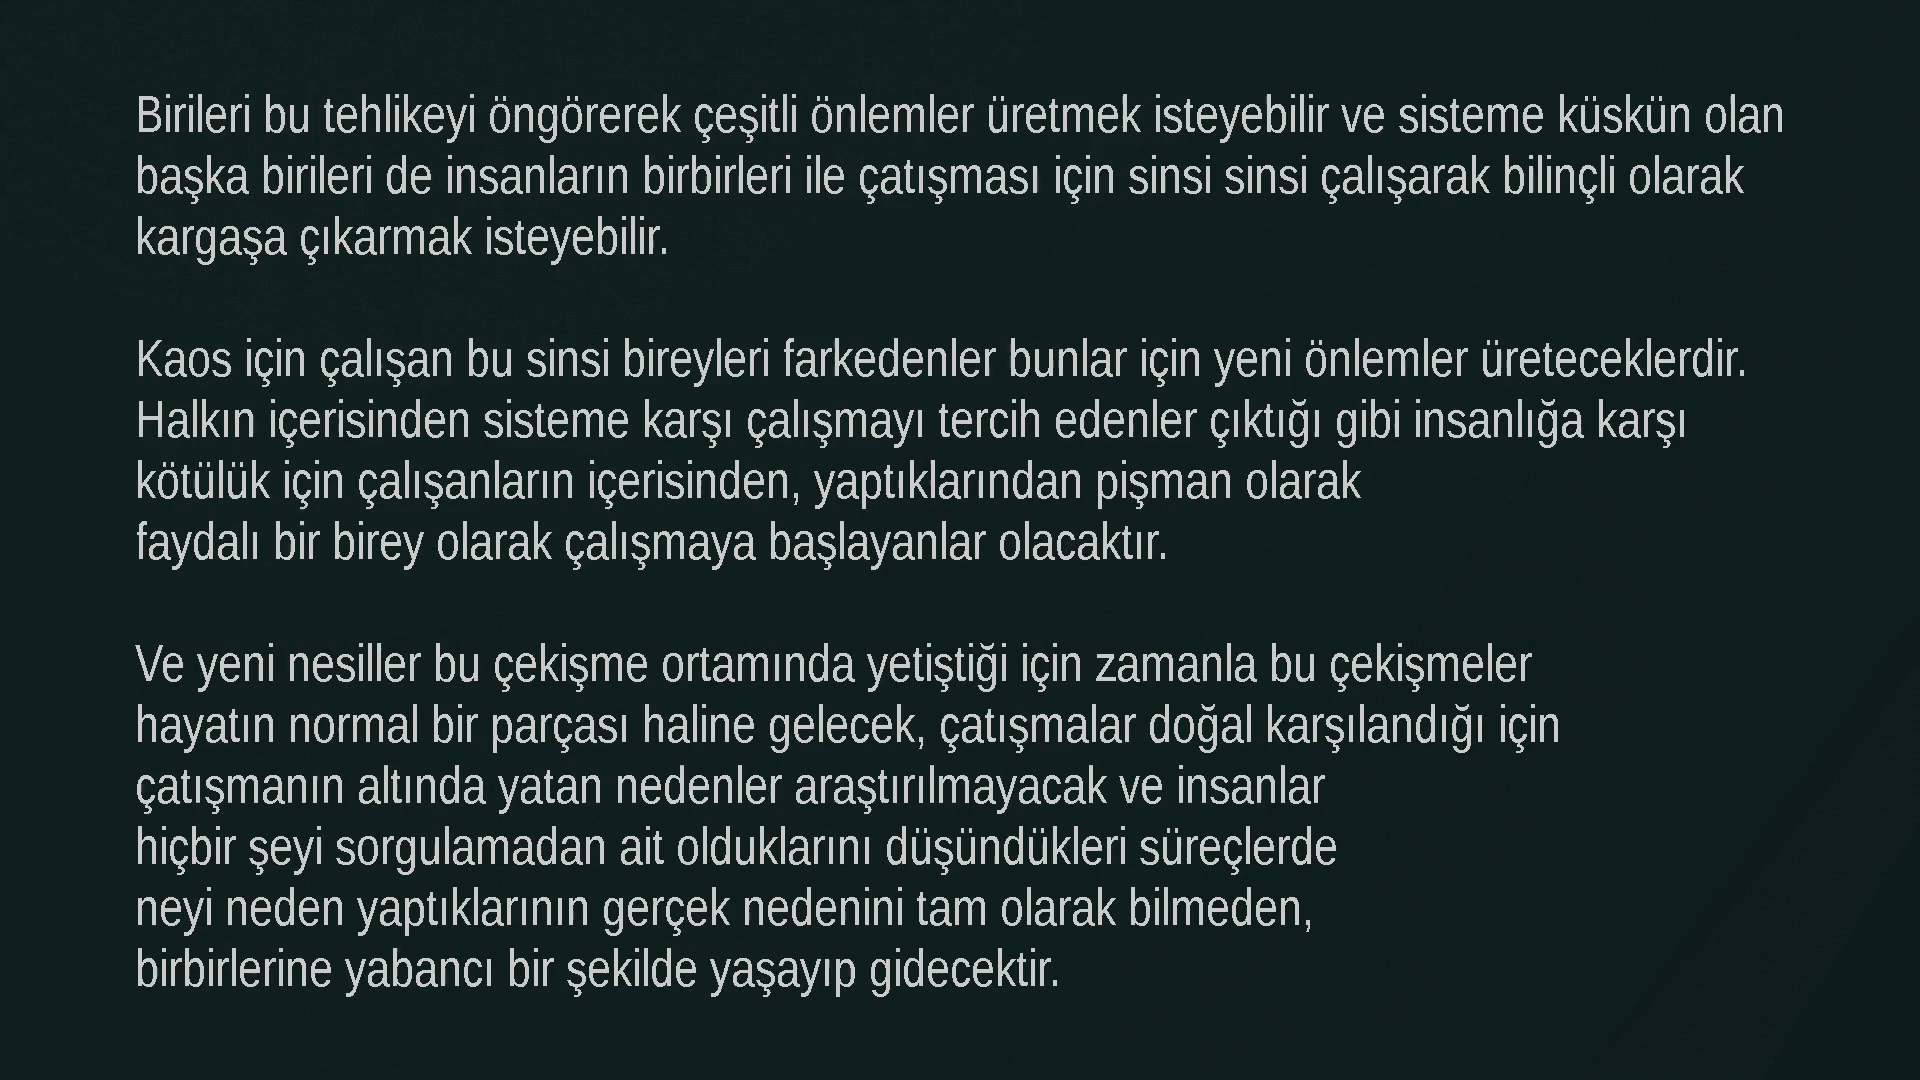 Birileri bu tehlikeyi öngörerek çeşitli önlemler üretmek isteyebilir ve sisteme küskün olan
başka birileri de insanların birbirleri ile çatışması için sinsi sinsi çalışarak bilinçli olarak
kargaşa çıkarmak isteyebilir.
Kaos için çalışan bu sinsi bireyleri farkedenler bunlar için yeni önlemler üreteceklerdir.
Halkın içerisinden sisteme karşı çalışmayı tercih edenler çıktığı gibi insanlığa karşı
kötülük için çalışanların içerisinden, yaptıklarından pişman olarak
faydalı bir birey olarak çalışmaya başlayanlar olacaktır.
Ve yeni nesiller bu çekişme ortamında yetiştiği için zamanla bu çekişmeler
hayatın normal bir parçası haline gelecek, çatışmalar doğal karşılandığı için
çatışmanın altında yatan nedenler araştırılmayacak ve insanlar
hiçbir şeyi sorgulamadan ait olduklarını düşündükleri süreçlerde
neyi neden yaptıklarının gerçek nedenini tam olarak bilmeden,
birbirlerine yabancı bir şekilde yaşayıp gidecektir.